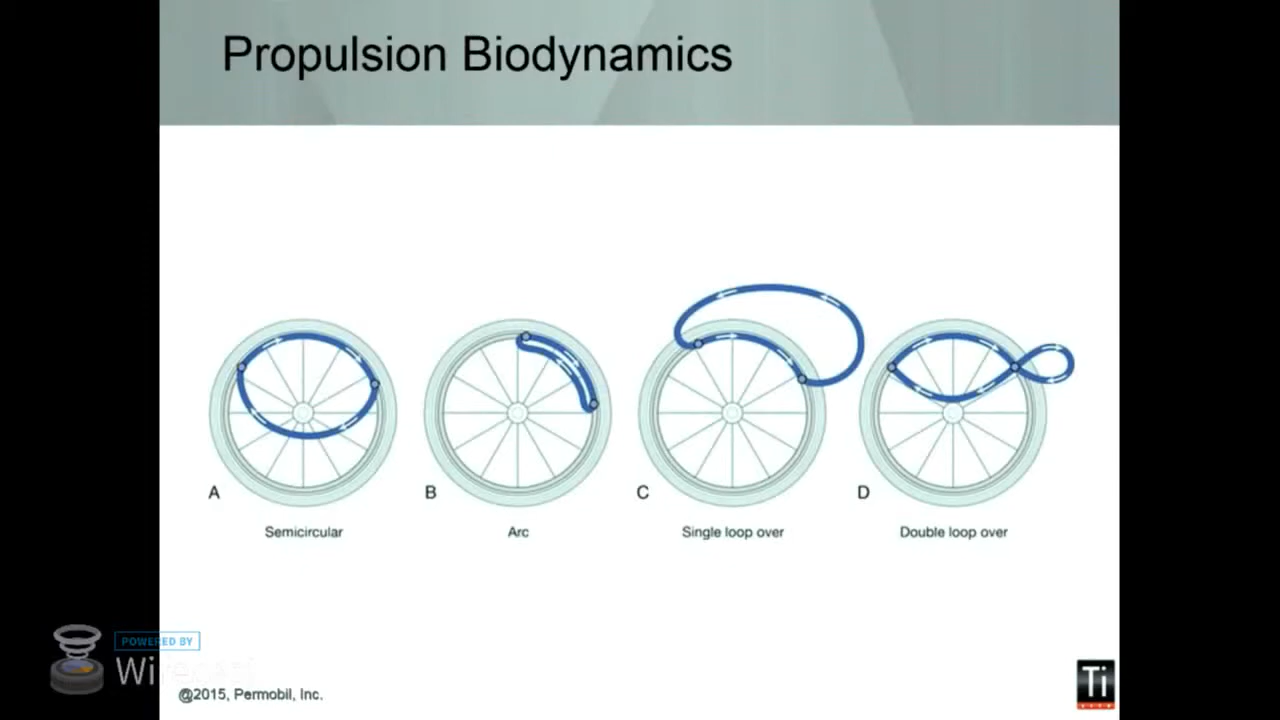 Propulsion Biodynamics
A
B
C
D
Semicircular
Arc
Single loop over
Double loop over
POWERED BY
@2015, Permobil, Inc.
Ti